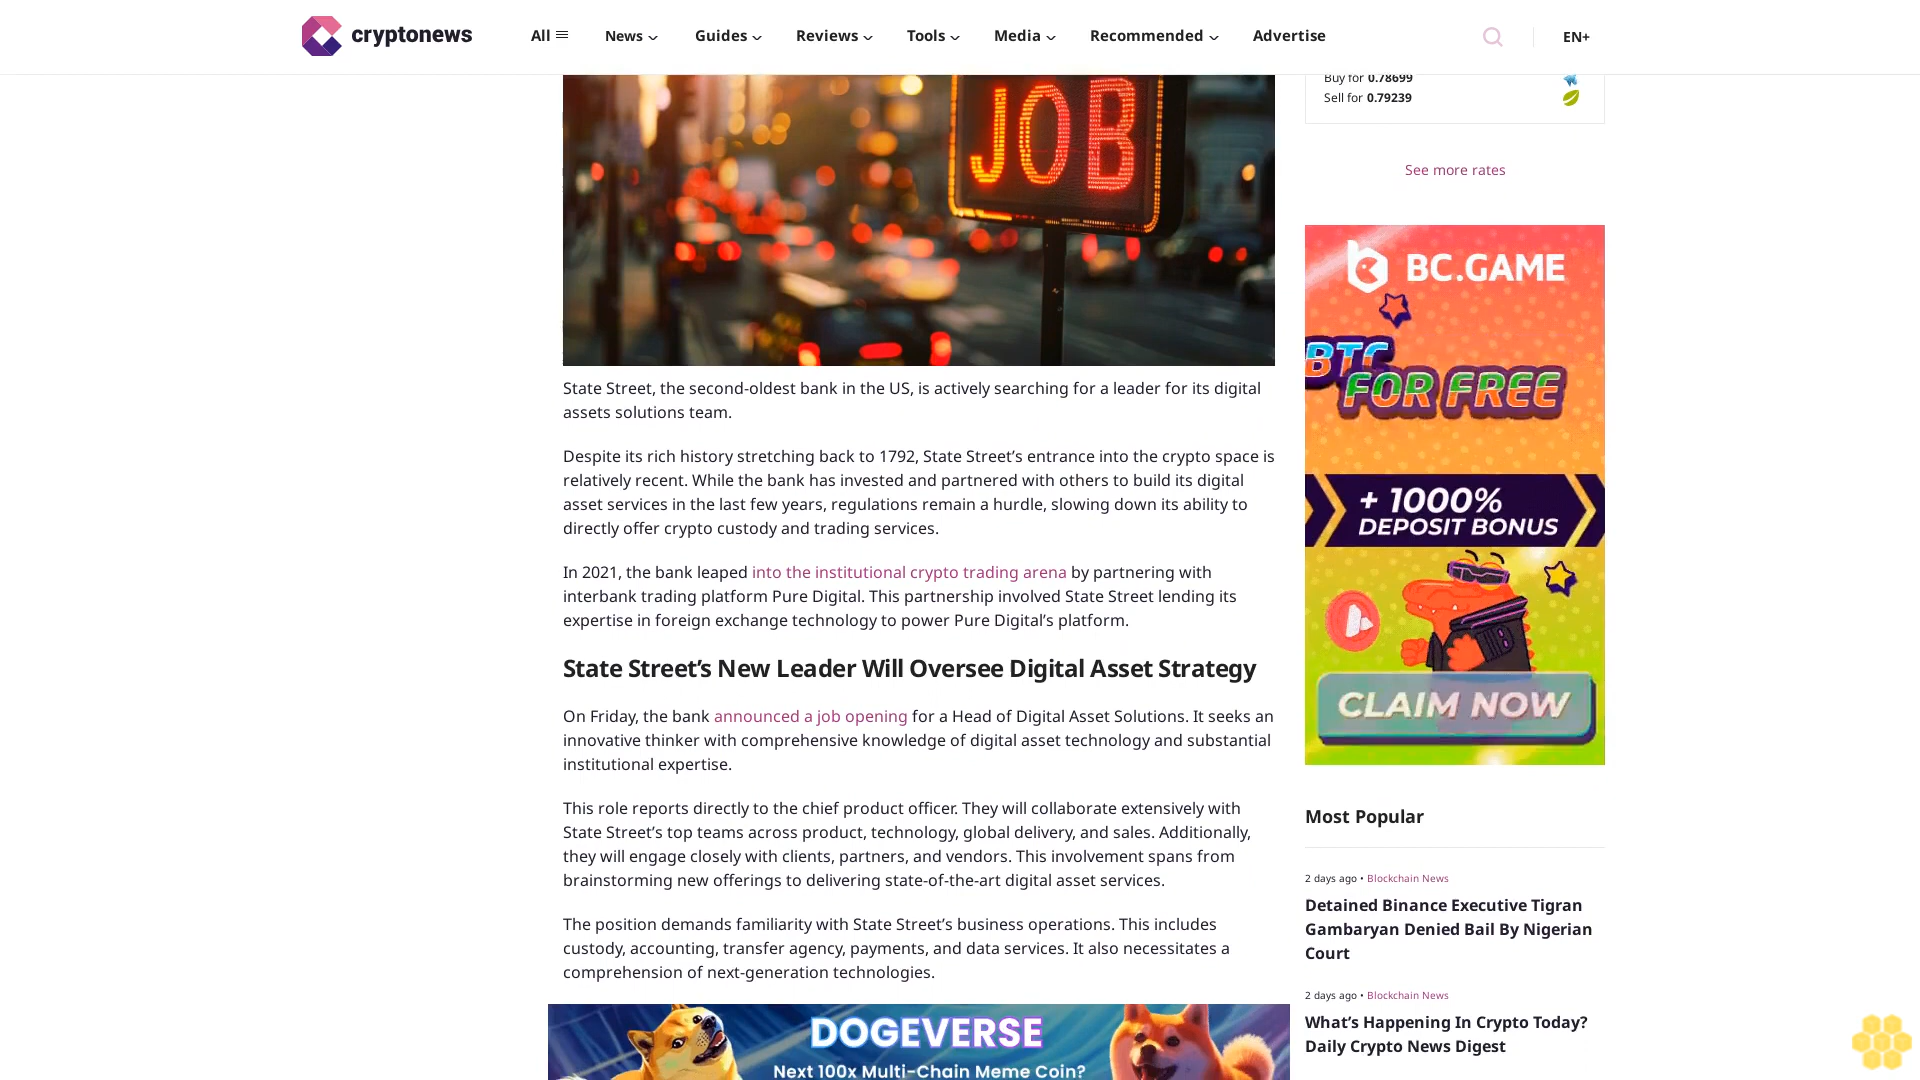 cryptonews
All
News
Guides
Reviews
Tools
Media
Recommended
Advertise
EN+
JOB
State Street, the second-oldest bank in the US, is actively searching for a leader for its digital
assets solutions team.
Despite its rich history stretching back to 1792, State Street’s entrance into the crypto space is
relatively recent. While the bank has invested and partnered with others to build its digital
asset services in the last few years, regulations remain a hurdle, slowing down its ability to
directly offer crypto custody and trading services.
In 2021, the bank leaped into the institutional crypto trading arena by partnering with
interbank trading platform Pure Digital. This partnership involved State Street lending its
expertise in foreign exchange technology to power Pure Digital’s platform.
State Street’s New Leader Will Oversee Digital Asset Strategy
On Friday, the bank announced a job opening for a Head of Digital Asset Solutions. It seeks an
innovative thinker with comprehensive knowledge of digital asset technology and substantial
institutional expertise.
This role reports directly to the chief product officer. They will collaborate extensively with
State Street’s top teams across product, technology, global delivery, and sales. Additionally,
they will engage closely with clients, partners, and vendors. This involvement spans from
brainstorming new offerings to delivering state-of-the-art digital asset services.
The position demands familiarity with State Street’s business operations. This includes
custody, accounting, transfer agency, payments, and data services. It also necessitates a
comprehension of next-generation technologies.
DOGEVERSE
Next 100x Multi-Chain Meme Coin?
Buy for 0.78699
Sell for 0.79239
See more rates
BC.GAME
BTC
FOR FREE
+ 1000%
DEPOSIT BONUS
CLAIM NOW
Most Popular
2 days ago • Blockchain News
Detained Binance Executive Tigran
Gambaryan Denied Bail By Nigerian
Court
2 days ago • Blockchain News
What’s Happening In Crypto Today?
Daily Crypto News Digest